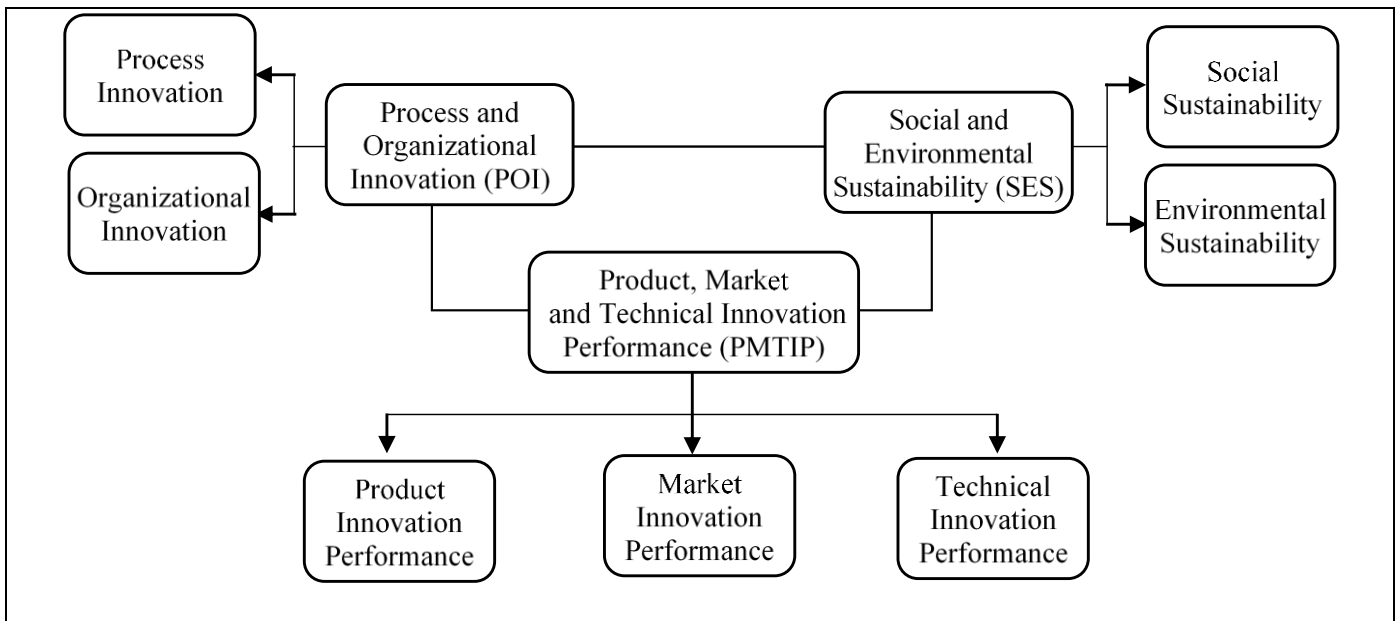 Process
Innovation
Organizational
Innovation
Process and
Organizational
Innovation (POI)
Social and
Environmental
Sustainability (SES)
Social
Sustainability
Environmental
Sustainability
Product, Market
and Technical Innovation
Performance (PMTIP)
Product
Innovation
Performance
Market
Innovation
Performance
Technical
Innovation
Performance